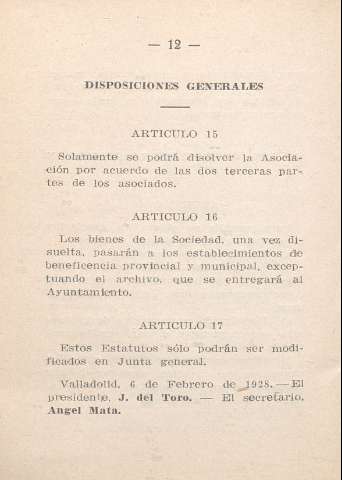 — 12 —
DISPOSICIONES GENERALES
ARTICULO 15
Solamente se podrá disolver la Asocia-
ción por acuerdo de las dos terceras par-
tes de los asociados.
ARTICULO 16
Los bienes de la Sociedad, una vez di-
suelta, pasarán a los establecimientos de
beneficencia provincial y municipal, excep-
tuando el archivo, que se entregará al
Ayuntamiento.
ARTICULO 17
Estos Estatutos sólo podrán ser modi-
ficados en Junta general.
Valladolid, 6 de Febrero de 1928.—El
presidente, J. del Toro. — El secretario,
Angel Mata.